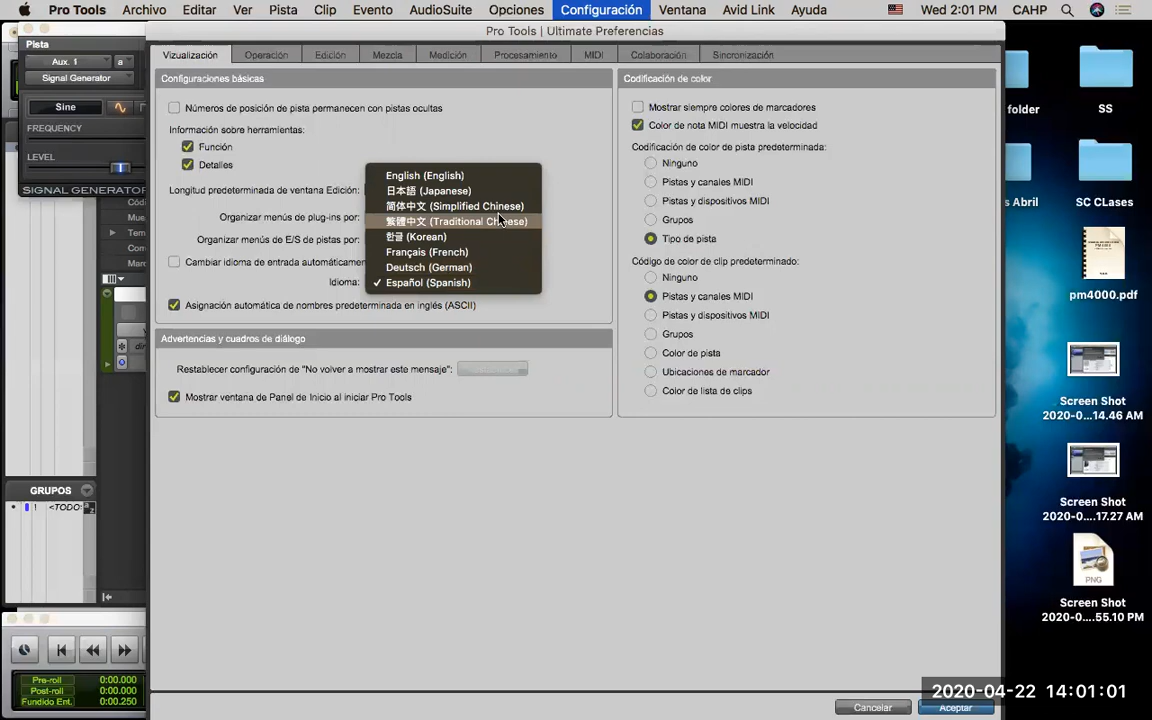 Pro Tools Archivo Editar Ver Pista Clip Evento AudioSuite Opciones Configuración Ventana Avid Link Ayuda Wed 2:01 PM CAHP
Pro Tools | Ultimate Preferencias
Pista
Aux. 1 a
Signal Generator
Sine
FREQUENCY
LEVEL
SIGNAL GENERATOR
Visualización Operación Edición Mezcla Medición Procesamiento MIDI Colaboración Sincronización
Configuraciones básicas
Números de posición de pista permanecen con pistas ocultas
Información sobre herramientas:
Función
Detalles
Longitud predeterminada de ventana Edición:
Organizar menús de plug-ins por:
Organizar menús de E/S de pistas por:
Cambiar idioma de entrada automáticamen
Idioma:
English (English)
日本語 (Japanese)
简体中文 (Simplified Chinese)
繁體中文 (Traditional Chinese)
한글 (Korean)
Français (French)
Deutsch (German)
✓ Español (Spanish)
Asignación automática de nombres predeterminada en inglés (ASCII)
Advertencias y cuadros de diálogo
Restablecer configuración de "No volver a mostrar este mensaje":
Mostrar ventana de Panel de Inicio al iniciar Pro Tools
Codificación de color
Mostrar siempre colores de marcadores
Color de nota MIDI muestra la velocidad
Codificación de color de pista predeterminada:
Ninguno
Pistas y canales MIDI
Pistas y dispositivos MIDI
Grupos
Tipo de pista
Código de color de clip predeterminado:
Ninguno
Pistas y canales MIDI
Pistas y dispositivos MIDI
Grupos
Color de pista
Ubicaciones de marcador
Color de lista de clips
Cancelar Aceptar
GRUPOS
1 <TODO>
Pre-roll 0:00.000
Post-roll 0:00.000
Fundido Ent. 0:00.250
folder
SS
s Abril
SC CLases
pm4000.pdf
Screen Shot
2020-0...14.46 AM
Screen Shot
2020-0....17.27 AM
PNG
Screen Shot
2020-0....55.10 PM
2020-04-22 14:01:01